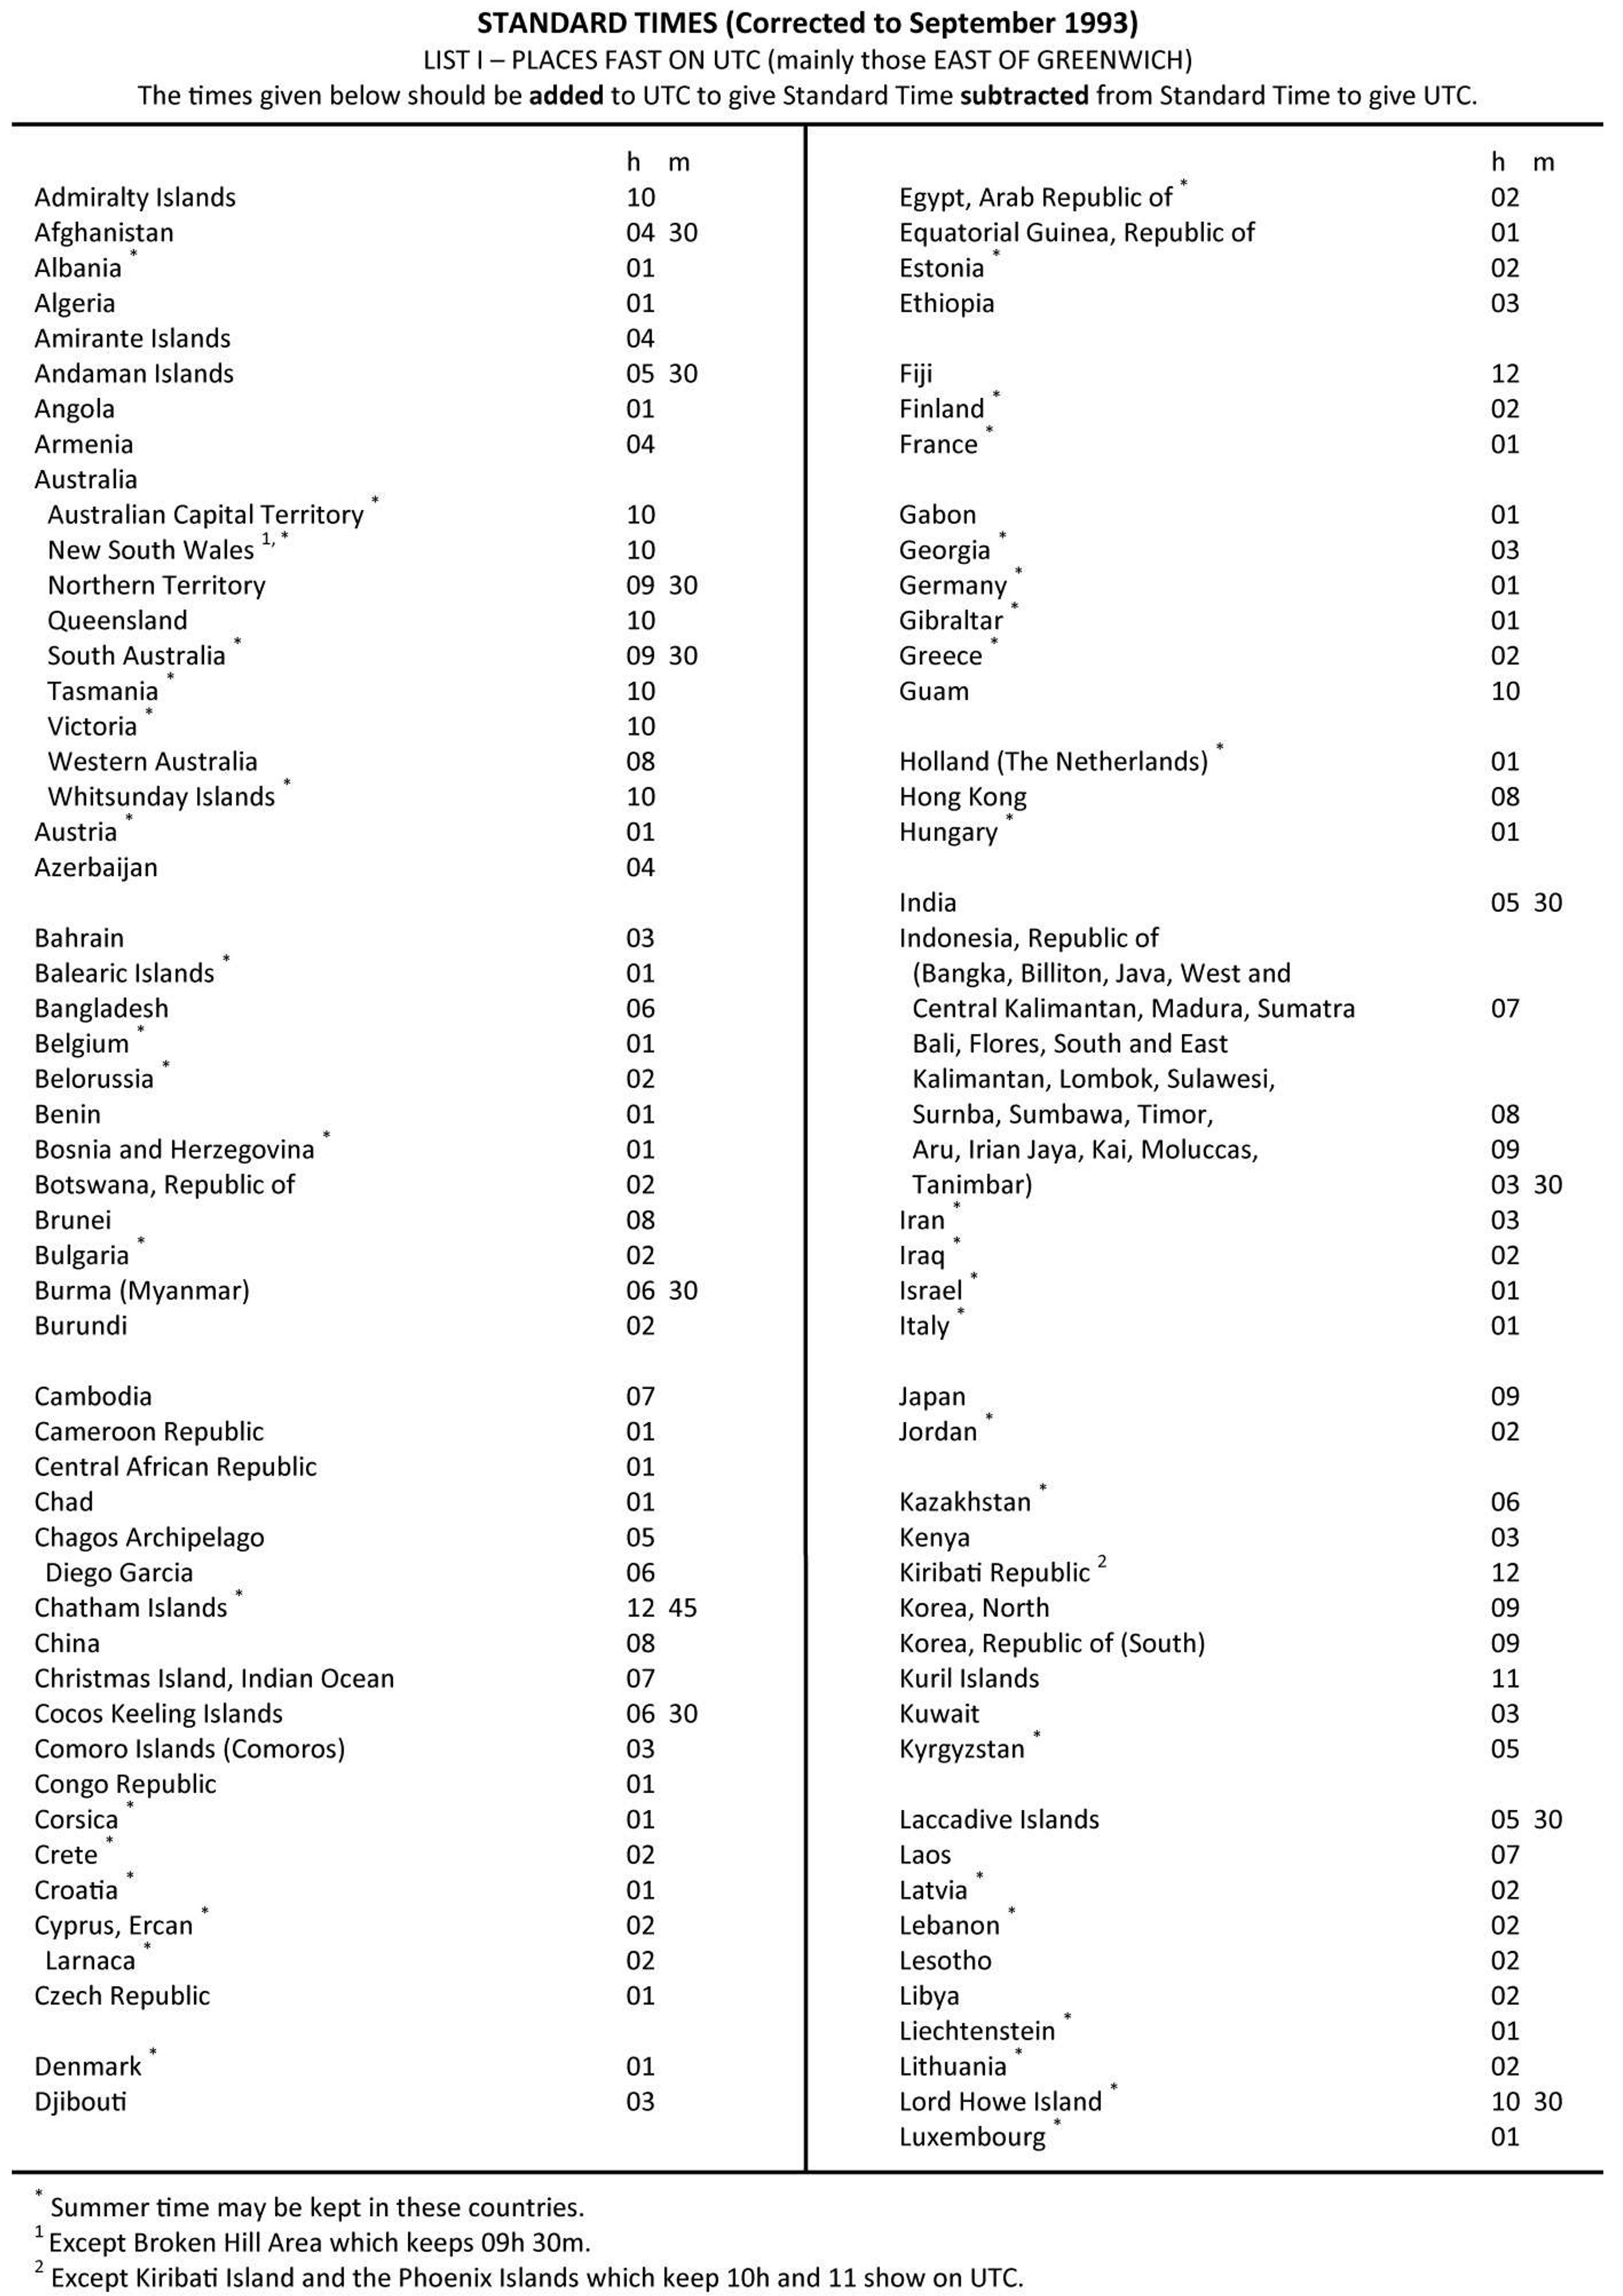 STANDARD TIMES (Corrected to September 1993)
LIST I – PLACES FAST ON UTC (mainly those EAST OF GREENWICH)
The times given below should be added to UTC to give Standard Time subtracted from Standard Time to give UTC.
h m
Admiralty Islands 10
Afghanistan 04 30
Albania * 01
Algeria 01
Amirante Islands 04
Andaman Islands 05 30
Angola 01
Armenia 04
Australia
Australian Capital Territory * 10
New South Wales 1, * 10
Northern Territory 09 30
Queensland 10
South Australia * 09 30
Tasmania * 10
Victoria * 10
Western Australia 08
Whitsunday Islands * 10
Austria * 01
Azerbaijan 04
Bahrain 03
Balearic Islands * 01
Bangladesh 06
Belgium * 01
Belorussia * 02
Benin 01
Bosnia and Herzegovina * 01
Botswana, Republic of 02
Brunei 08
Bulgaria * 02
Burma (Myanmar) 06 30
Burundi 02
Cambodia 07
Cameroon Republic 01
Central African Republic 01
Chad 01
Chagos Archipelago 05
Diego Garcia 06
Chatham Islands * 12 45
China 08
Christmas Island, Indian Ocean 07
Cocos Keeling Islands 06 30
Comoro Islands (Comoros) 03
Congo Republic 01
Corsica * 01
Crete * 02
Croatia * 01
Cyprus, Ercan * 02
Larnaca * 02
Czech Republic 01
Denmark * 01
Djibouti 03
h m
Egypt, Arab Republic of * 02
Equatorial Guinea, Republic of 01
Estonia * 02
Ethiopia 03
Fiji 12
Finland * 02
France * 01
Gabon 01
Georgia * 03
Germany * 01
Gibraltar * 01
Greece * 02
Guam 10
Holland (The Netherlands) * 01
Hong Kong 08
Hungary * 01
India 05 30
Indonesia, Republic of
(Bangka, Billiton, Java, West and
Central Kalimantan, Madura, Sumatra 07
Bali, Flores, South and East
Kalimantan, Lombok, Sulawesi,
Surnba, Sumbawa, Timor, 08
Aru, Irian Jaya, Kai, Moluccas, 09
Tanimbar) 03 30
Iran * 03
Iraq * 02
Israel * 01
Italy * 01
Japan 09
Jordan * 02
Kazakhstan * 06
Kenya 03
Kiribati Republic 2 12
Korea, North 09
Korea, Republic of (South) 09
Kuril Islands 11
Kuwait 03
Kyrgyzstan * 05
Laccadive Islands 05 30
Laos 07
Latvia * 02
Lebanon * 02
Lesotho 02
Libya 02
Liechtenstein * 01
Lithuania * 02
Lord Howe Island * 10 30
Luxembourg * 01
* Summer time may be kept in these countries.
1 Except Broken Hill Area which keeps 09h 30m.
2 Except Kiribati Island and the Phoenix Islands which keep 10h and 11 show on UTC.